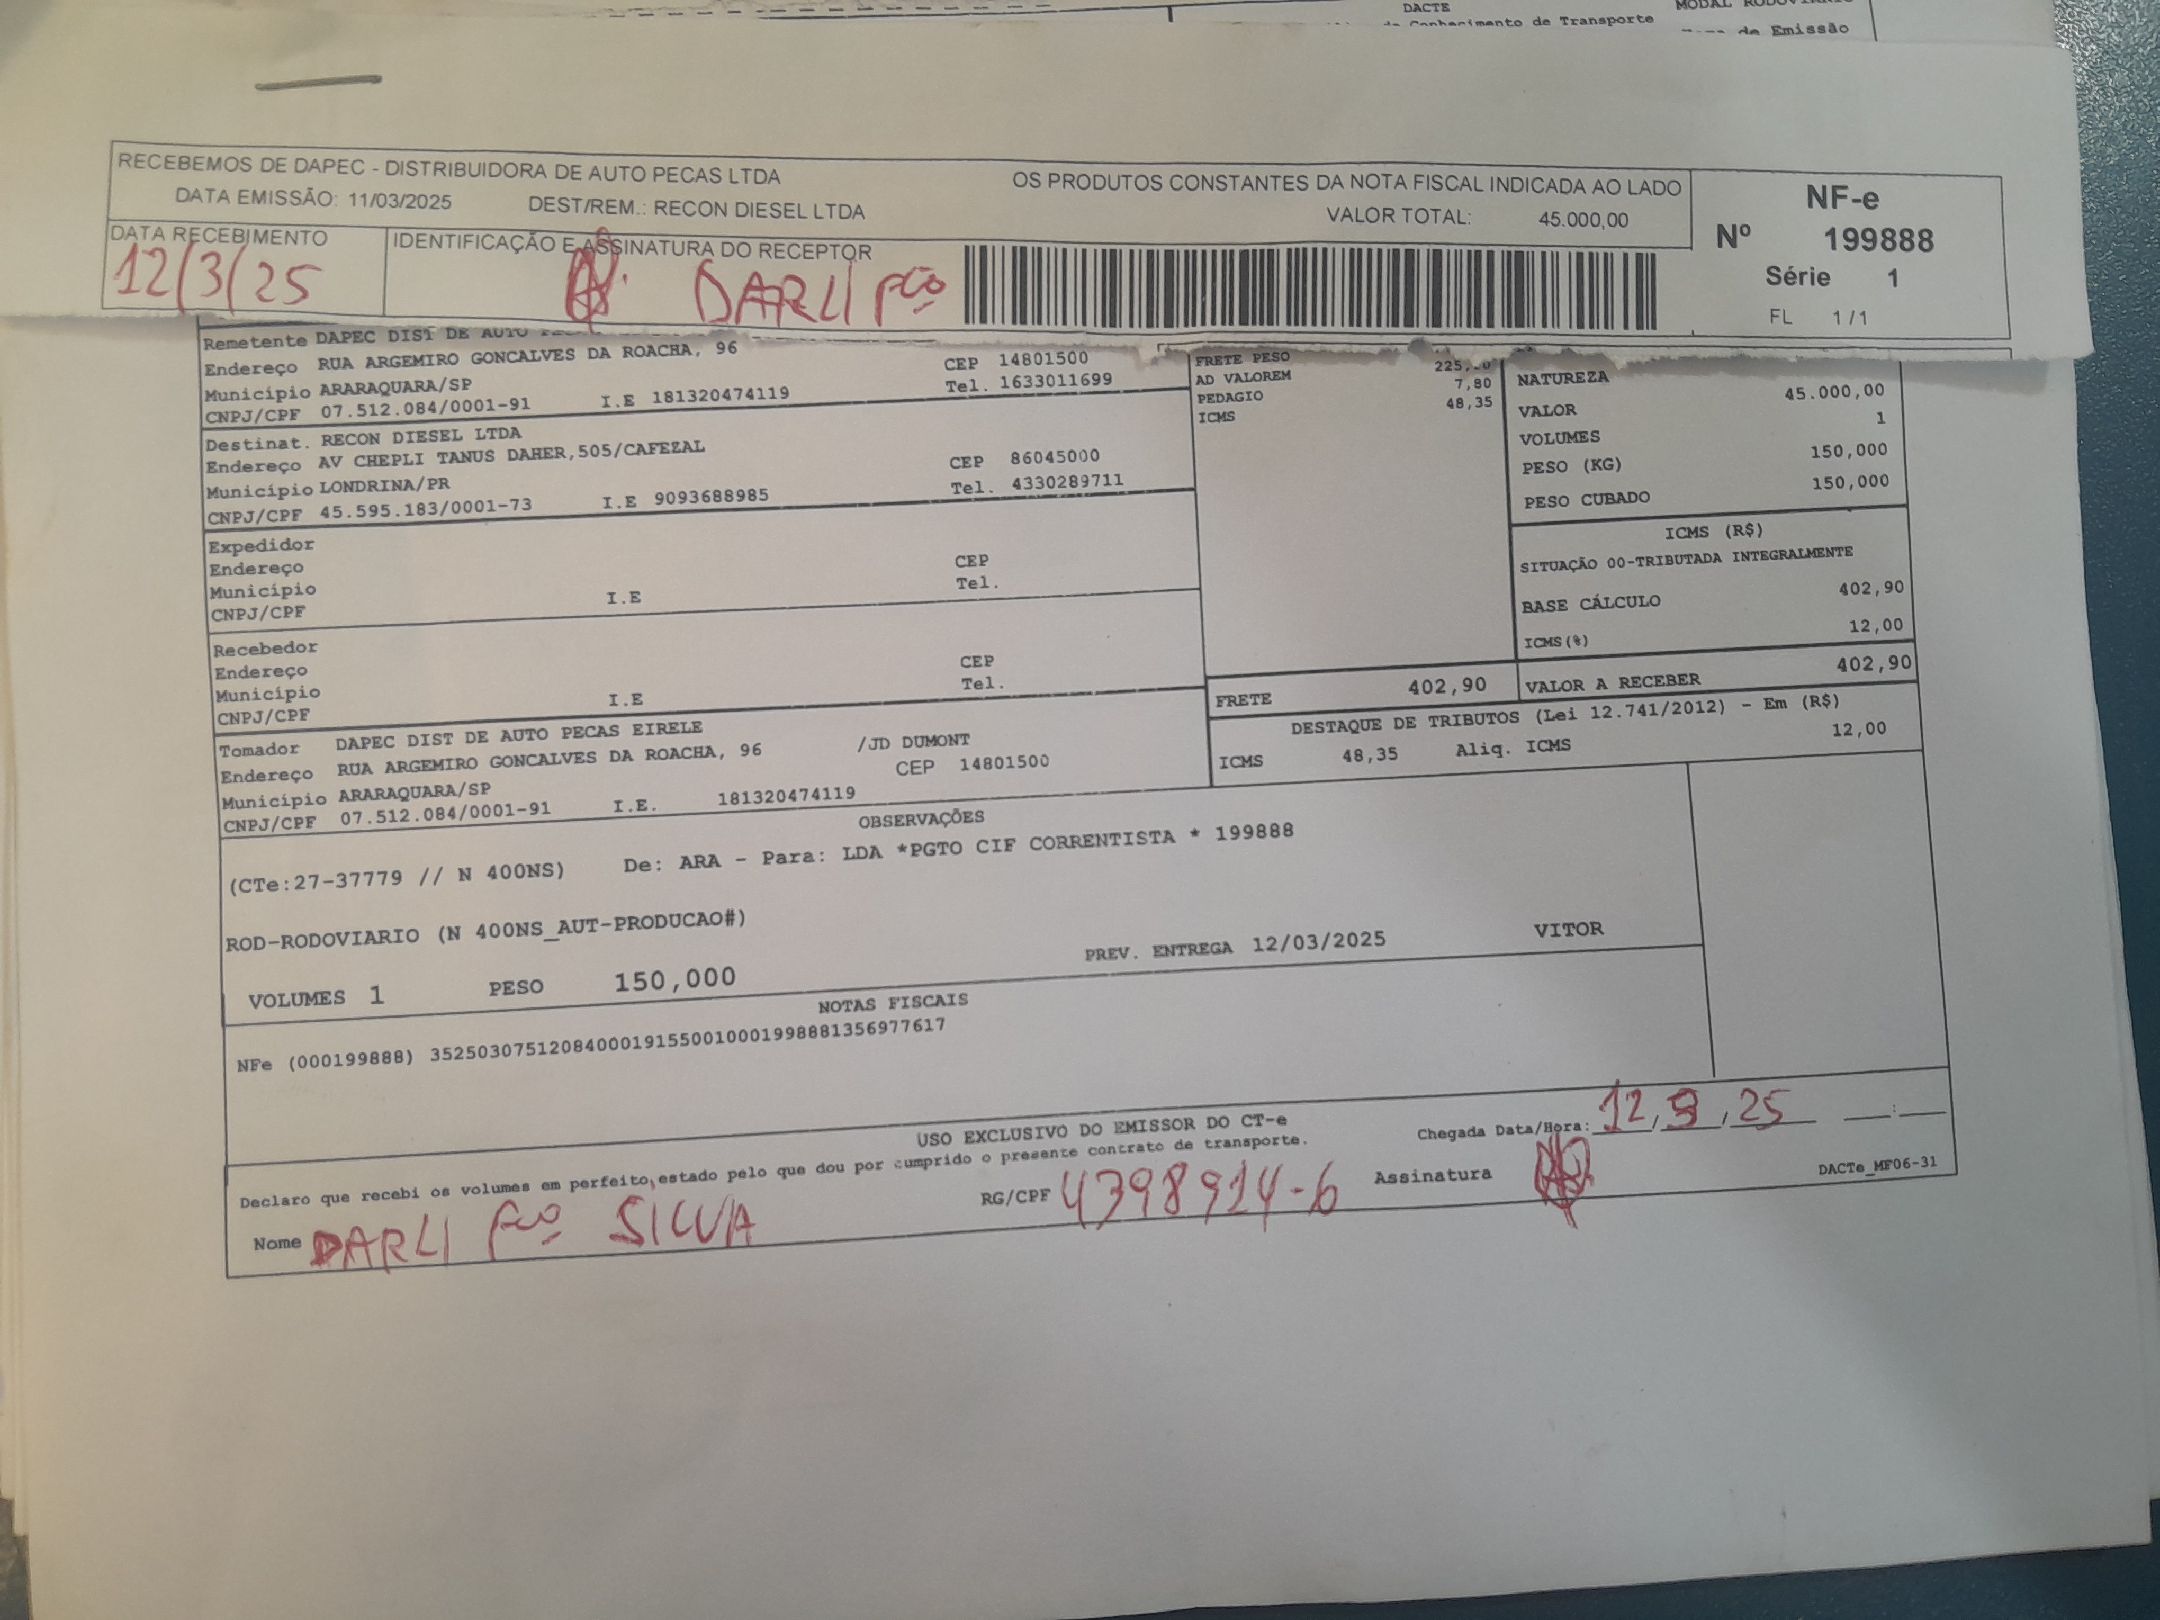 DACTE
MODAL
de Conhecimento de Transporte
de Emissão
RECEBEMOS DE DAPEC - DISTRIBUIDORA DE AUTO PECAS LTDA
OS PRODUTOS CONSTANTES DA NOTA FISCAL INDICADA AO LADO
DATA EMISSÃO: 11/03/2025 DEST/REM.: RECON DIESEL LTDA
VALOR TOTAL: 45.000,00
NF-e
Nº 199888
Série 1
FL 1/1
DATA RECEBIMENTO
12/3/25
IDENTIFICAÇÃO E ASSINATURA DO RECEPTOR
DARLI Fco
Remetente DAPEC DIST DE AUTO
Endereço RUA ARGEMIRO GONCALVES DA ROACHA, 96 CEP 14801500
Município ARARAQUARA/SP Tel. 1633011699
CNPJ/CPF 07.512.084/0001-91 I.E 181320474119
Destinat. RECON DIESEL LTDA
Endereço AV CHEPLI TANUS DAHER,505/CAFEZAL CEP 86045000
Município LONDRINA/PR Tel. 4330289711
CNPJ/CPF 45.595.183/0001-73 I.E 9093688985
Expedidor
Endereço CEP
Município Tel.
CNPJ/CPF I.E
Recebedor
Endereço CEP
Município Tel.
CNPJ/CPF I.E
Tomador DAPEC DIST DE AUTO PECAS EIRELE
Endereço RUA ARGEMIRO GONCALVES DA ROACHA, 96 /JD DUMONT
Município ARARAQUARA/SP CEP 14801500
CNPJ/CPF 07.512.084/0001-91 I.E. 181320474119
FRETE PESO
AD VALOREM 7,80
PEDAGIO 48,35
ICMS
NATUREZA
VALOR 45.000,00
VOLUMES 1
PESO (KG) 150,000
PESO CUBADO 150,000
ICMS (R$)
SITUAÇÃO 00-TRIBUTADA INTEGRALMENTE
BASE CÁLCULO 402,90
ICMS(%) 12,00
FRETE 402,90 VALOR A RECEBER 402,90
DESTAQUE DE TRIBUTOS (Lei 12.741/2012) - Em (R$)
ICMS 48,35 Aliq. ICMS 12,00
OBSERVAÇÕES
(CTe:27-37779 // N 400NS) De: ARA - Para: LDA *PGTO CIF CORRENTISTA * 199888
ROD-RODOVIARIO (N 400NS_AUT-PRODUCAO#)
PREV. ENTREGA 12/03/2025 VITOR
VOLUMES 1 PESO 150,000
NOTAS FISCAIS
NFe (000199888) 35250307512084000191550010001998881356977617
USO EXCLUSIVO DO EMISSOR DO CT-e
Declaro que recebi os volumes em perfeito estado pelo que dou por cumprido o presente contrato de transporte.
Chegada Data/Hora: 12,3,25 __:__
Nome DARLI Fco SILVA RG/CPF 4398914-6 Assinatura
DACTe_MF06-31